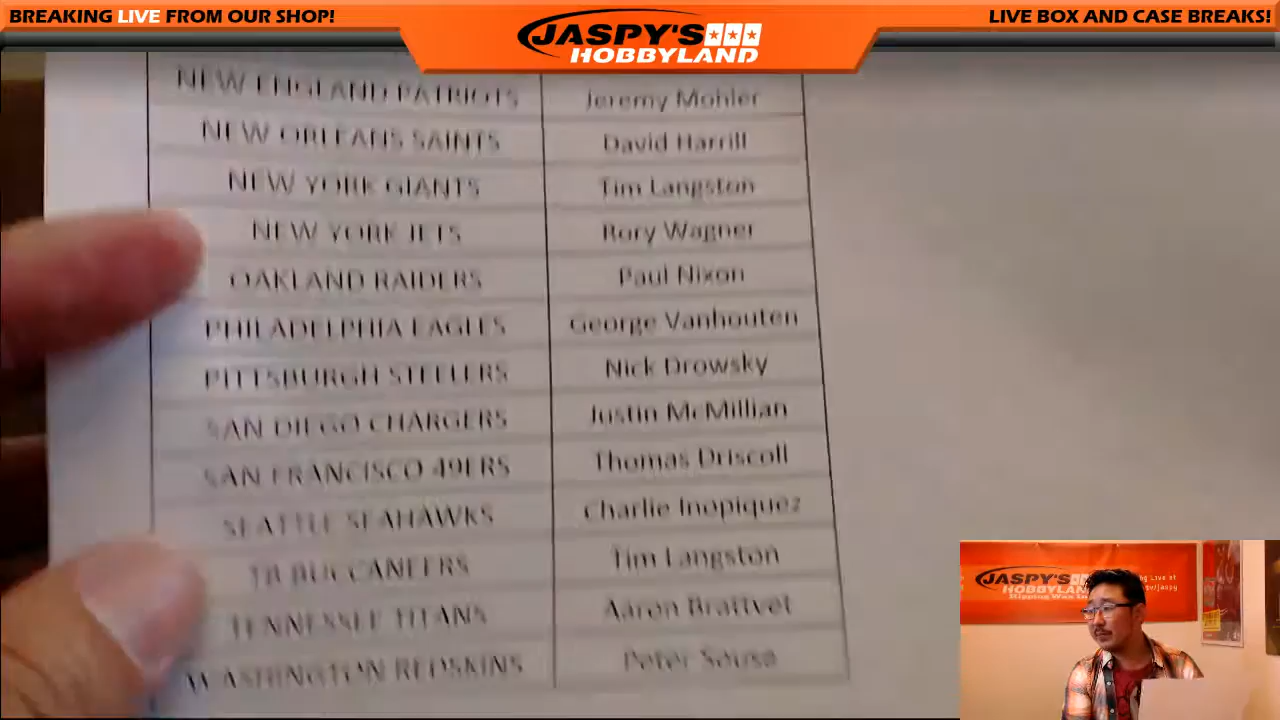 BREAKING LIVE FROM OUR SHOP!
JASPY'S
HOBBYLAND
LIVE BOX AND CASE BREAKS!
NEW ENGLAND PATRIOTS Jeremy Mohler
NEW ORLEANS SAINTS David Harrill
NEW YORK GIANTS Tim Langston
NEW YORK JETS Rory Wagner
OAKLAND RAIDERS Paul Nixon
PHILADELPHIA EAGLES George Vanhouten
PITTSBURGH STEELERS Nick Drowsky
SAN DIEGO CHARGERS Justin McMillian
SAN FRANCISCO 49ERS Thomas Driscoll
SEATTLE SEAHAWKS Charlie Inopiquez
TB BUCCANEERS Tim Langston
TENNESSEE TITANS Aaron Brattvet
WASHINGTON REDSKINS Peter Sousa
JASPY'S
HOBBYLAND